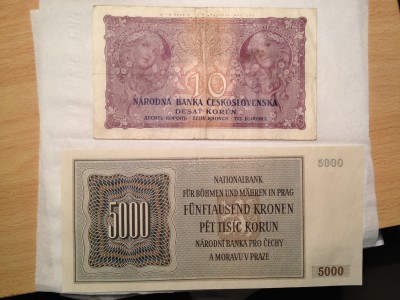 10
NÁRODNÁ BANKA ČESKOSLOVENSKÁ
DESAŤ KORÚN
5000
NATIONALBANK
FÜR BÖHMEN UND MÄHREN IN PRAG
FÜNFTAUSEND KRONEN
PĚT TISÍC KORUN
NÁRODNÍ BANKA PRO ČECHY
A MORAVU V PRAZE
5000
5000